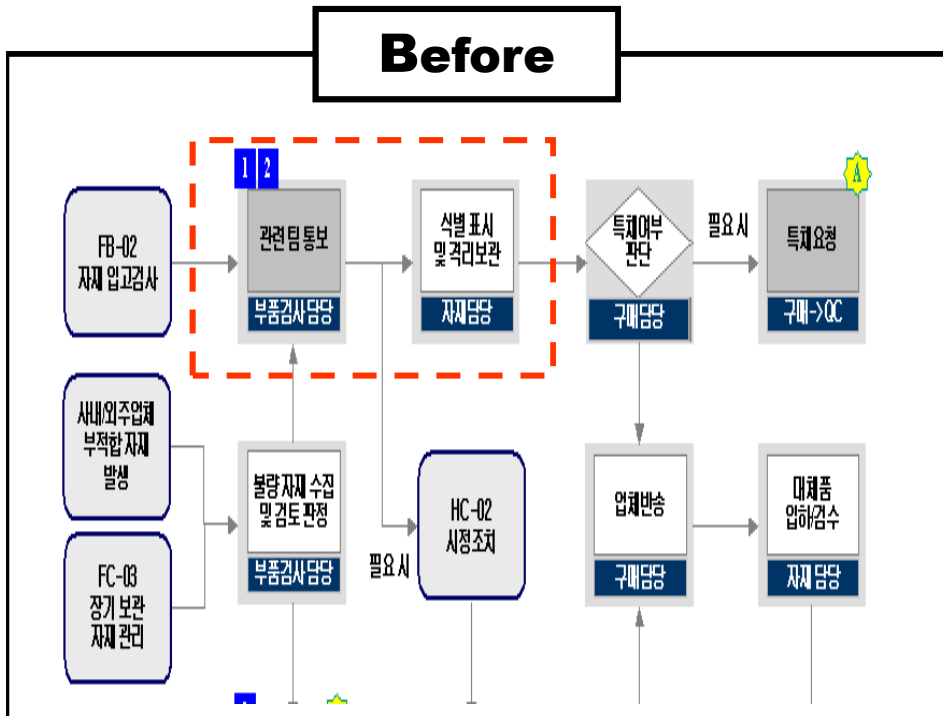 Before
1 2
A
FB-02
자재 입고검사
관련 팀 통보
부품검사 담당
식별 표시
및 격리보관
자재담당
특채여부
판단
구매담당
필요 시
특채요청
구매->QC
사내/외주업체
부적합 자재
발생
불량 자재 수집
및 검토 판정
부품검사 담당
필요 시
HC-02
시정조치
업체반송
구매담당
대체품
입하/검수
자재 담당
FC-03
장기 보관
자재 관리